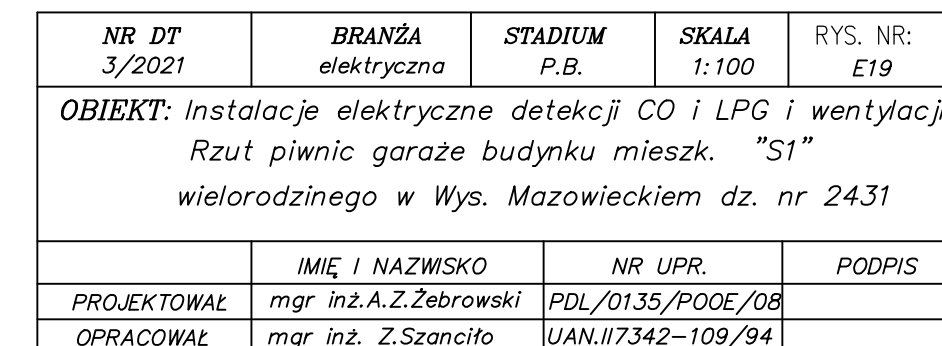 NR DT BRANŻA STADIUM SKALA RYS. NR:
3/2021 elektryczna P.B. 1:100 E19
OBIEKT: Instalacje elektryczne detekcji CO i LPG i wentylacji
Rzut piwnic garaże budynku mieszk. "S1"
wielorodzinego w Wys. Mazowieckiem dz. nr 2431
IMIĘ I NAZWISKO NR UPR. PODPIS
PROJEKTOWAŁ mgr inż.A.Z.Żebrowski PDL/0135/POOE/08
OPRACOWAŁ mgr inż. Z.Szanciło UAN.II7342-109/94